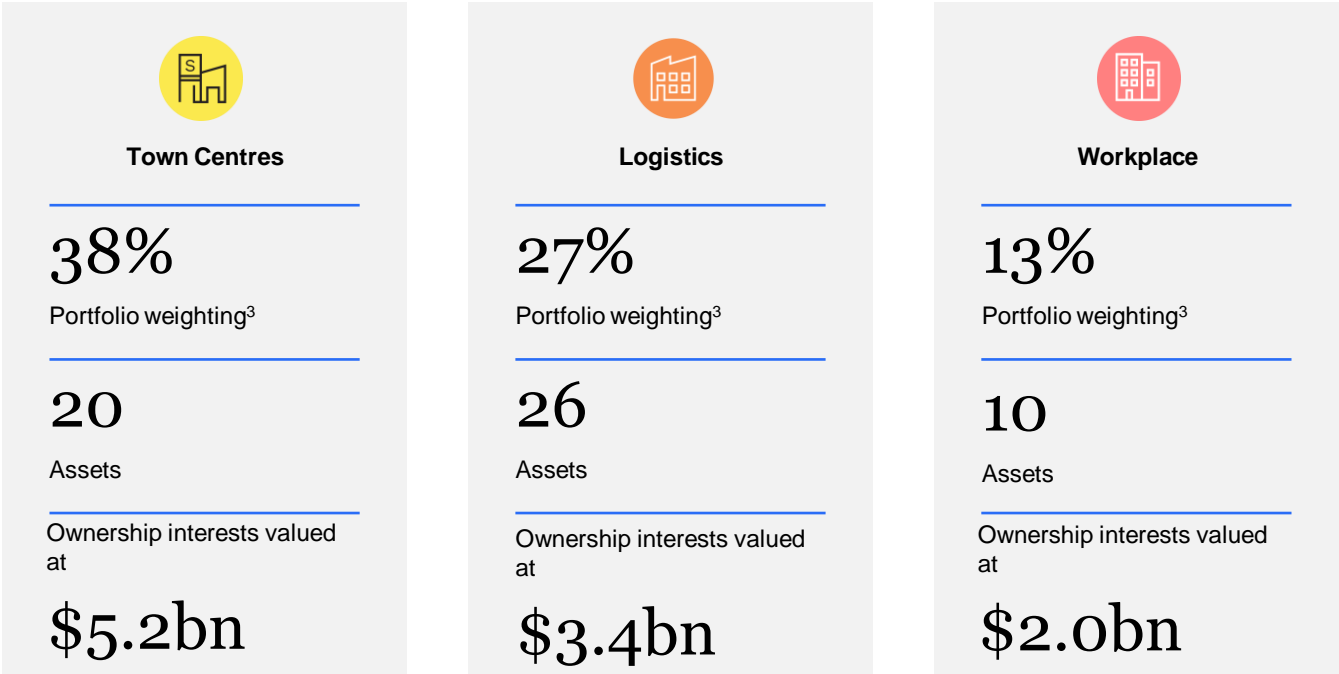 S
Town Centres
38%
Portfolio weighting³
20
Assets
Ownership interests valued
at
$5.2bn
Logistics
27%
Portfolio weighting³
26
Assets
Ownership interests valued
at
$3.4bn
Workplace
13%
Portfolio weighting³
10
Assets
Ownership interests valued
at
$2.0bn